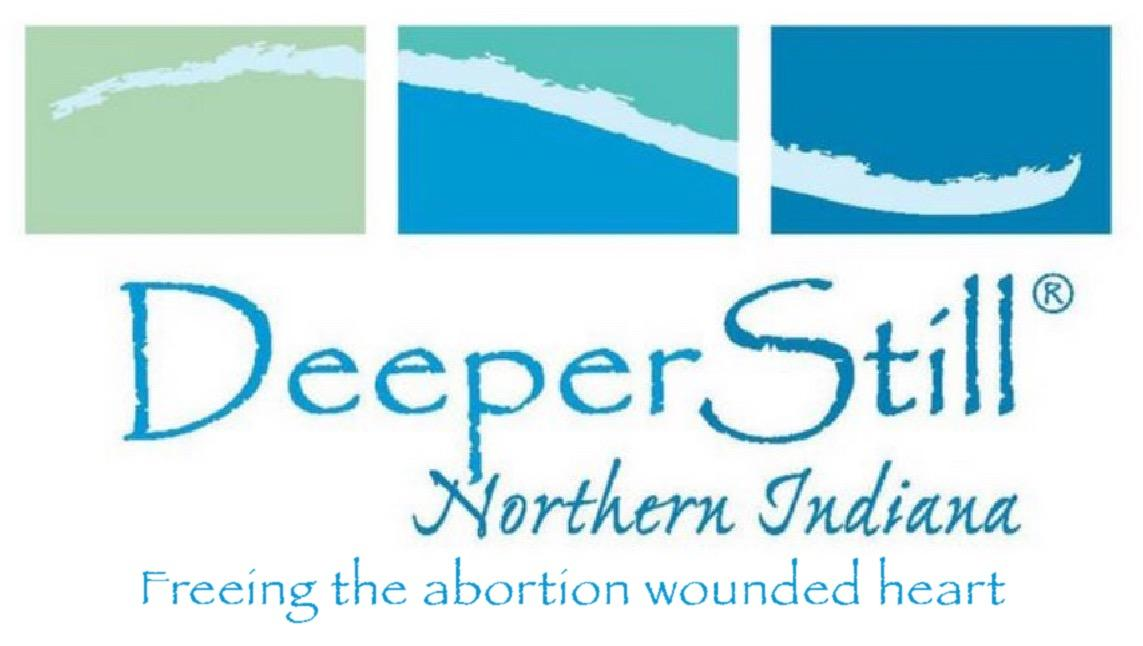 DeeperStill®
Northern Indiana
Freeing the abortion wounded heart